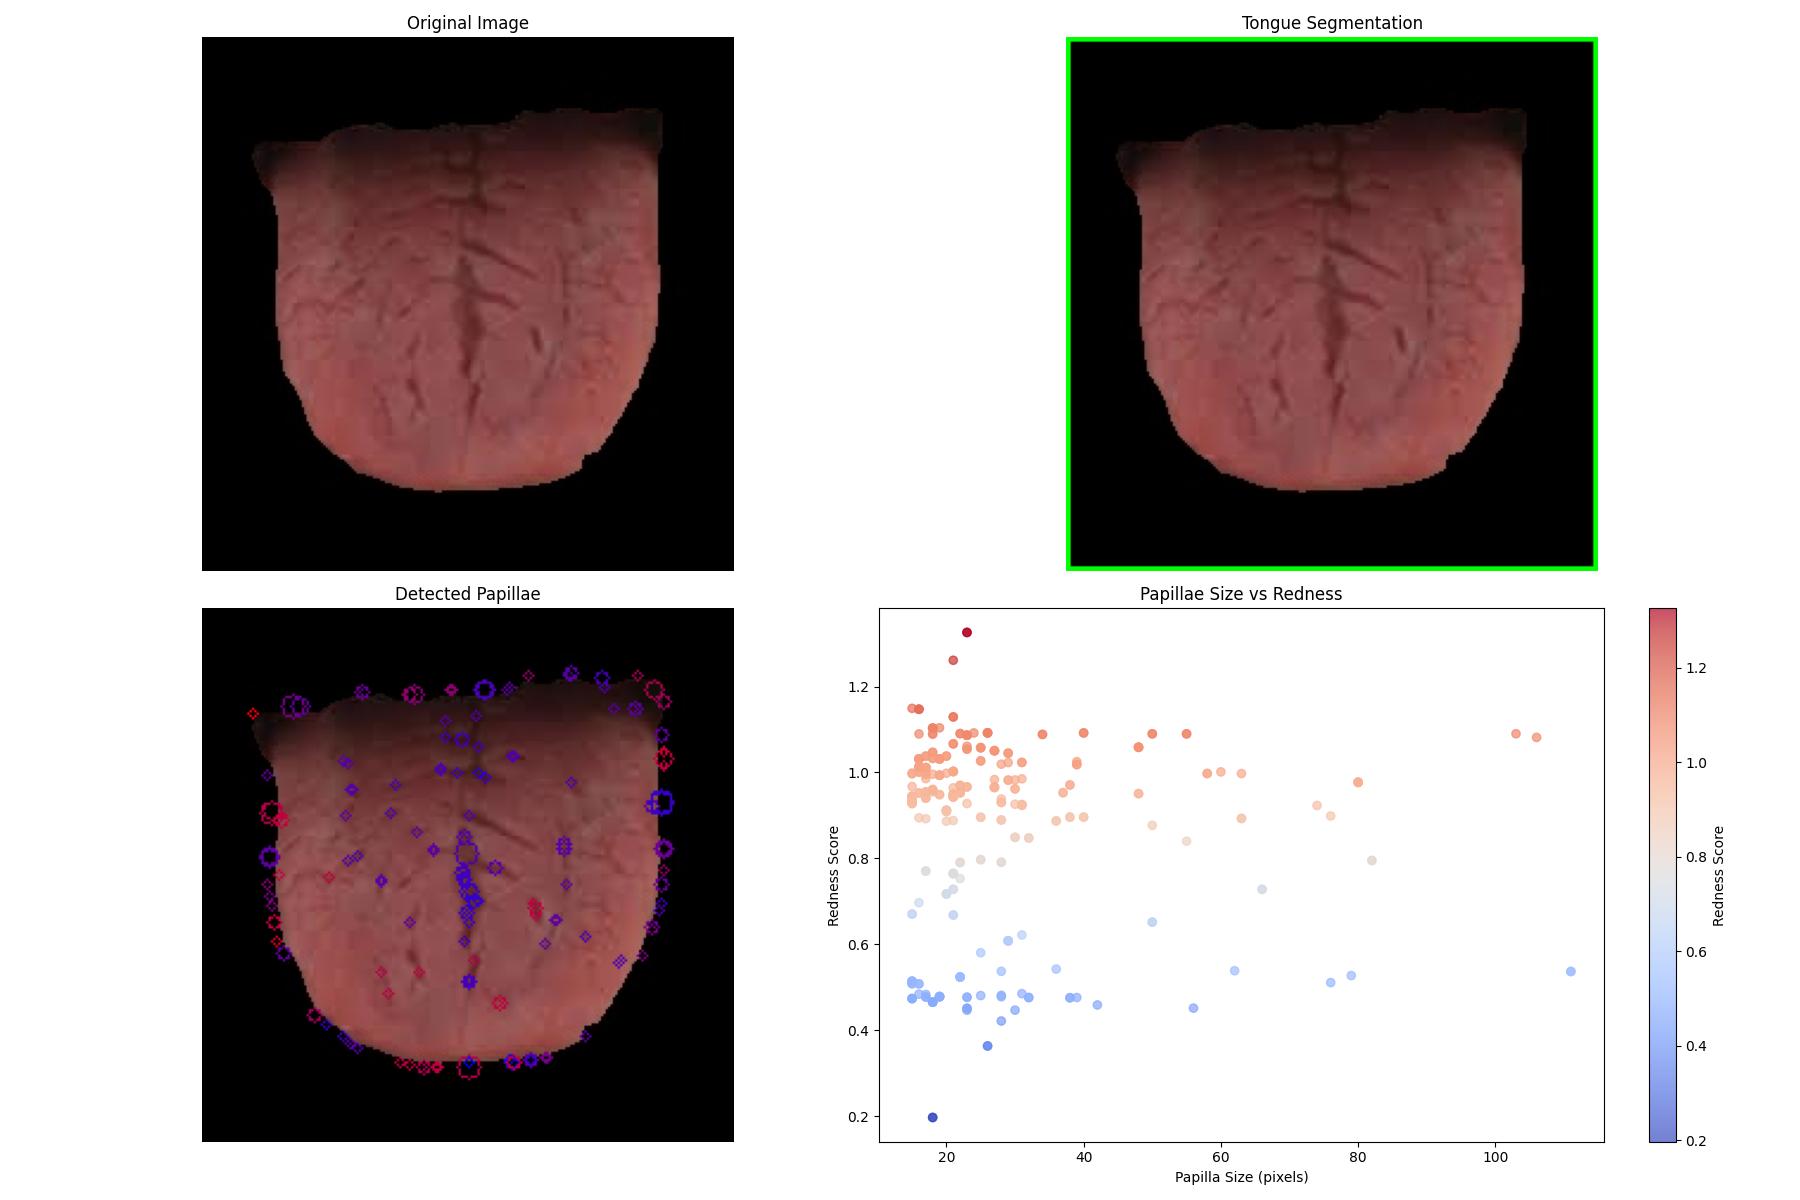 Original Image
Tongue Segmentation
Detected Papillae
Papillae Size vs Redness
1.2
1.0
0.8
0.6
0.4
0.2
Redness Score
20
40
60
80
100
Papilla Size (pixels)
1.2
1.0
0.8
0.6
0.4
0.2
Redness Score